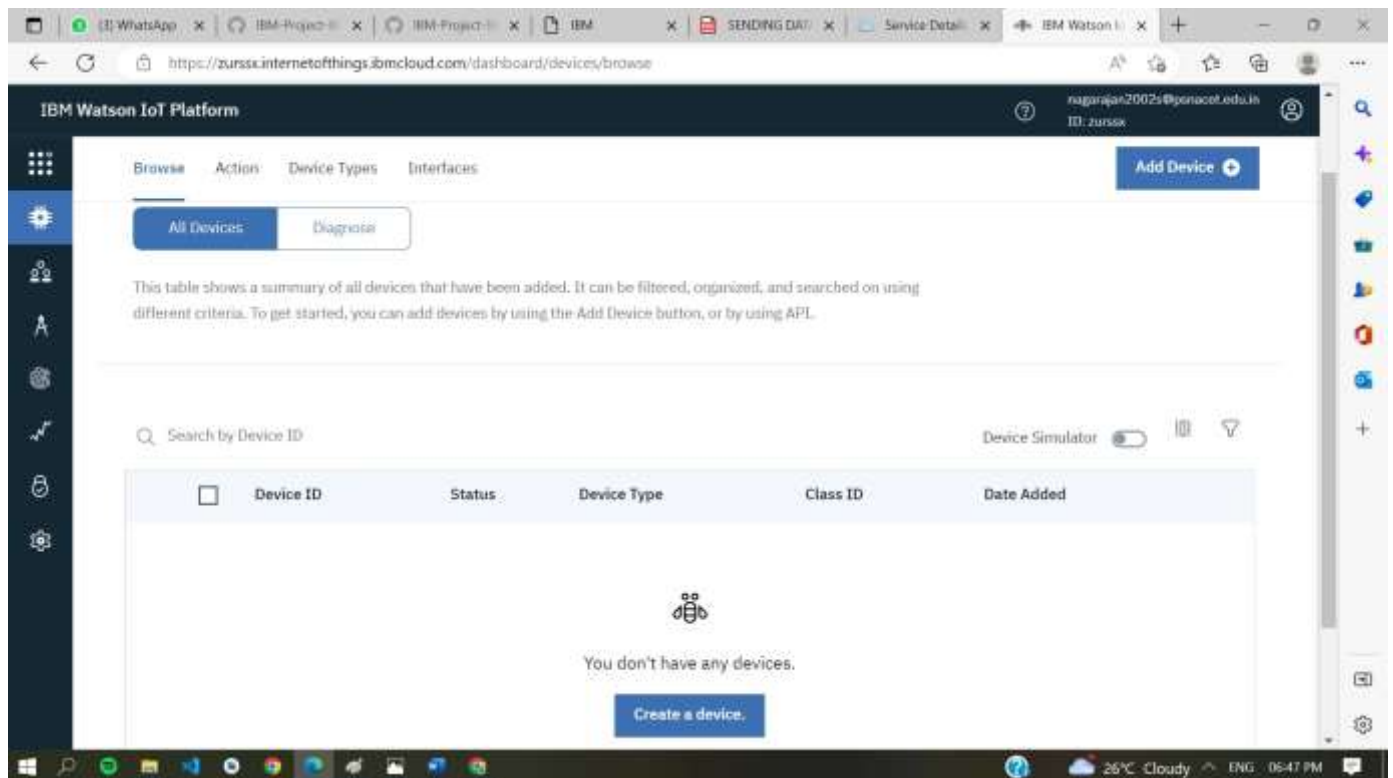 (3) WhatsApp
IBM-Project-
IBM-Project-
IBM
SENDING DAT
Service Detail
IBM Watson I
https://zurssx.internetofthings.ibmcloud.com/dashboard/devices/browse
IBM Watson IoT Platform
ID: zurssx
Browse Action Device Types Interfaces
Add Device
All Devices Diagnose
This table shows a summary of all devices that have been added. It can be filtered, organized, and searched on using
different criteria. To get started, you can add devices by using the Add Device button, or by using API.
Search by Device ID
Device Simulator
Device ID Status Device Type Class ID Date Added
You don't have any devices.
Create a device.
26°C Cloudy ENG 06:47 PM